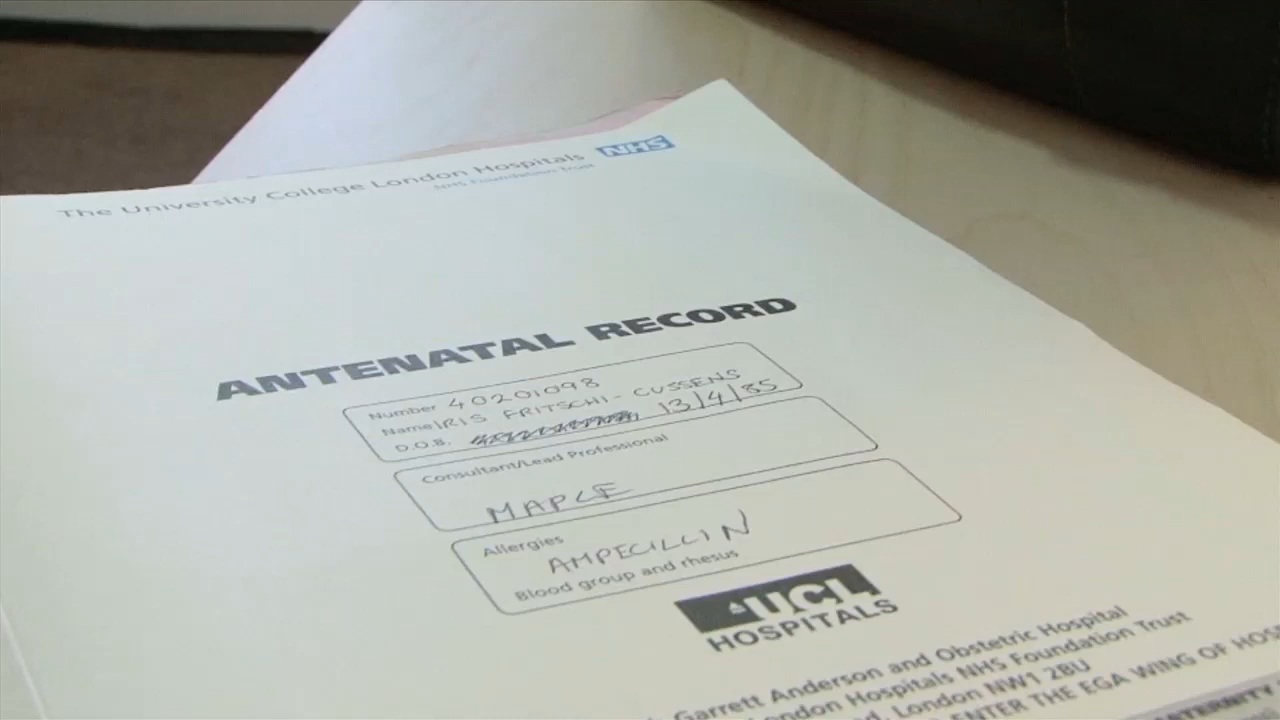 The University College London Hospitals NHS
NHS Foundation Trust
ANTENATAL RECORD
Number 40201098
Name IRIS FRITSCHI-CUSSENS
D.O.B. 13/4/85
Consultant/Lead Professional
MAPLE
Allergies
AMPECILLIN
Blood group and rhesus
UCL
HOSPITALS
Garrett Anderson and Obstetric Hospital
London Hospitals NHS Foundation Trust
London NW1 2BU
ENTER THE EGA WING OF